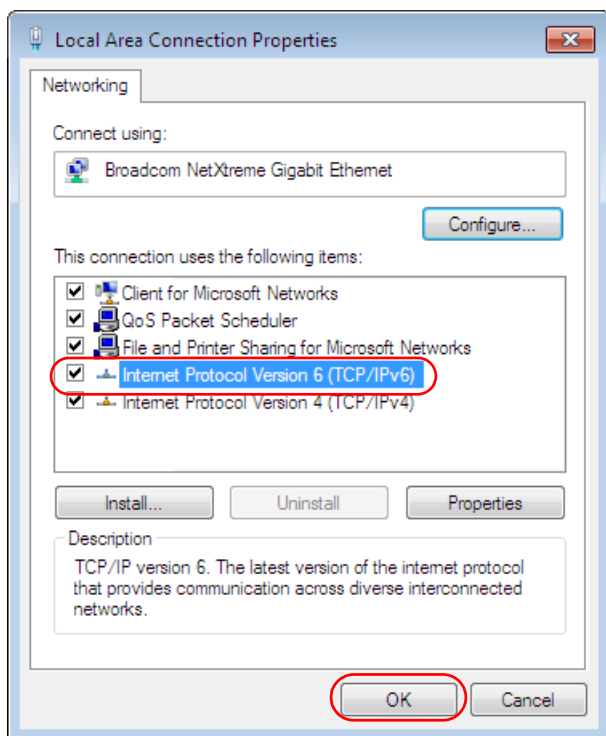 Local Area Connection Properties
Networking
Connect using:
Broadcom NetXtreme Gigabit Ethernet
Configure...
This connection uses the following items:
Client for Microsoft Networks
QoS Packet Scheduler
File and Printer Sharing for Microsoft Networks
Internet Protocol Version 6 (TCP/IPv6)
Internet Protocol Version 4 (TCP/IPv4)
Install...
Uninstall
Properties
Description
TCP/IP version 6. The latest version of the internet protocol
that provides communication across diverse interconnected
networks.
OK
Cancel